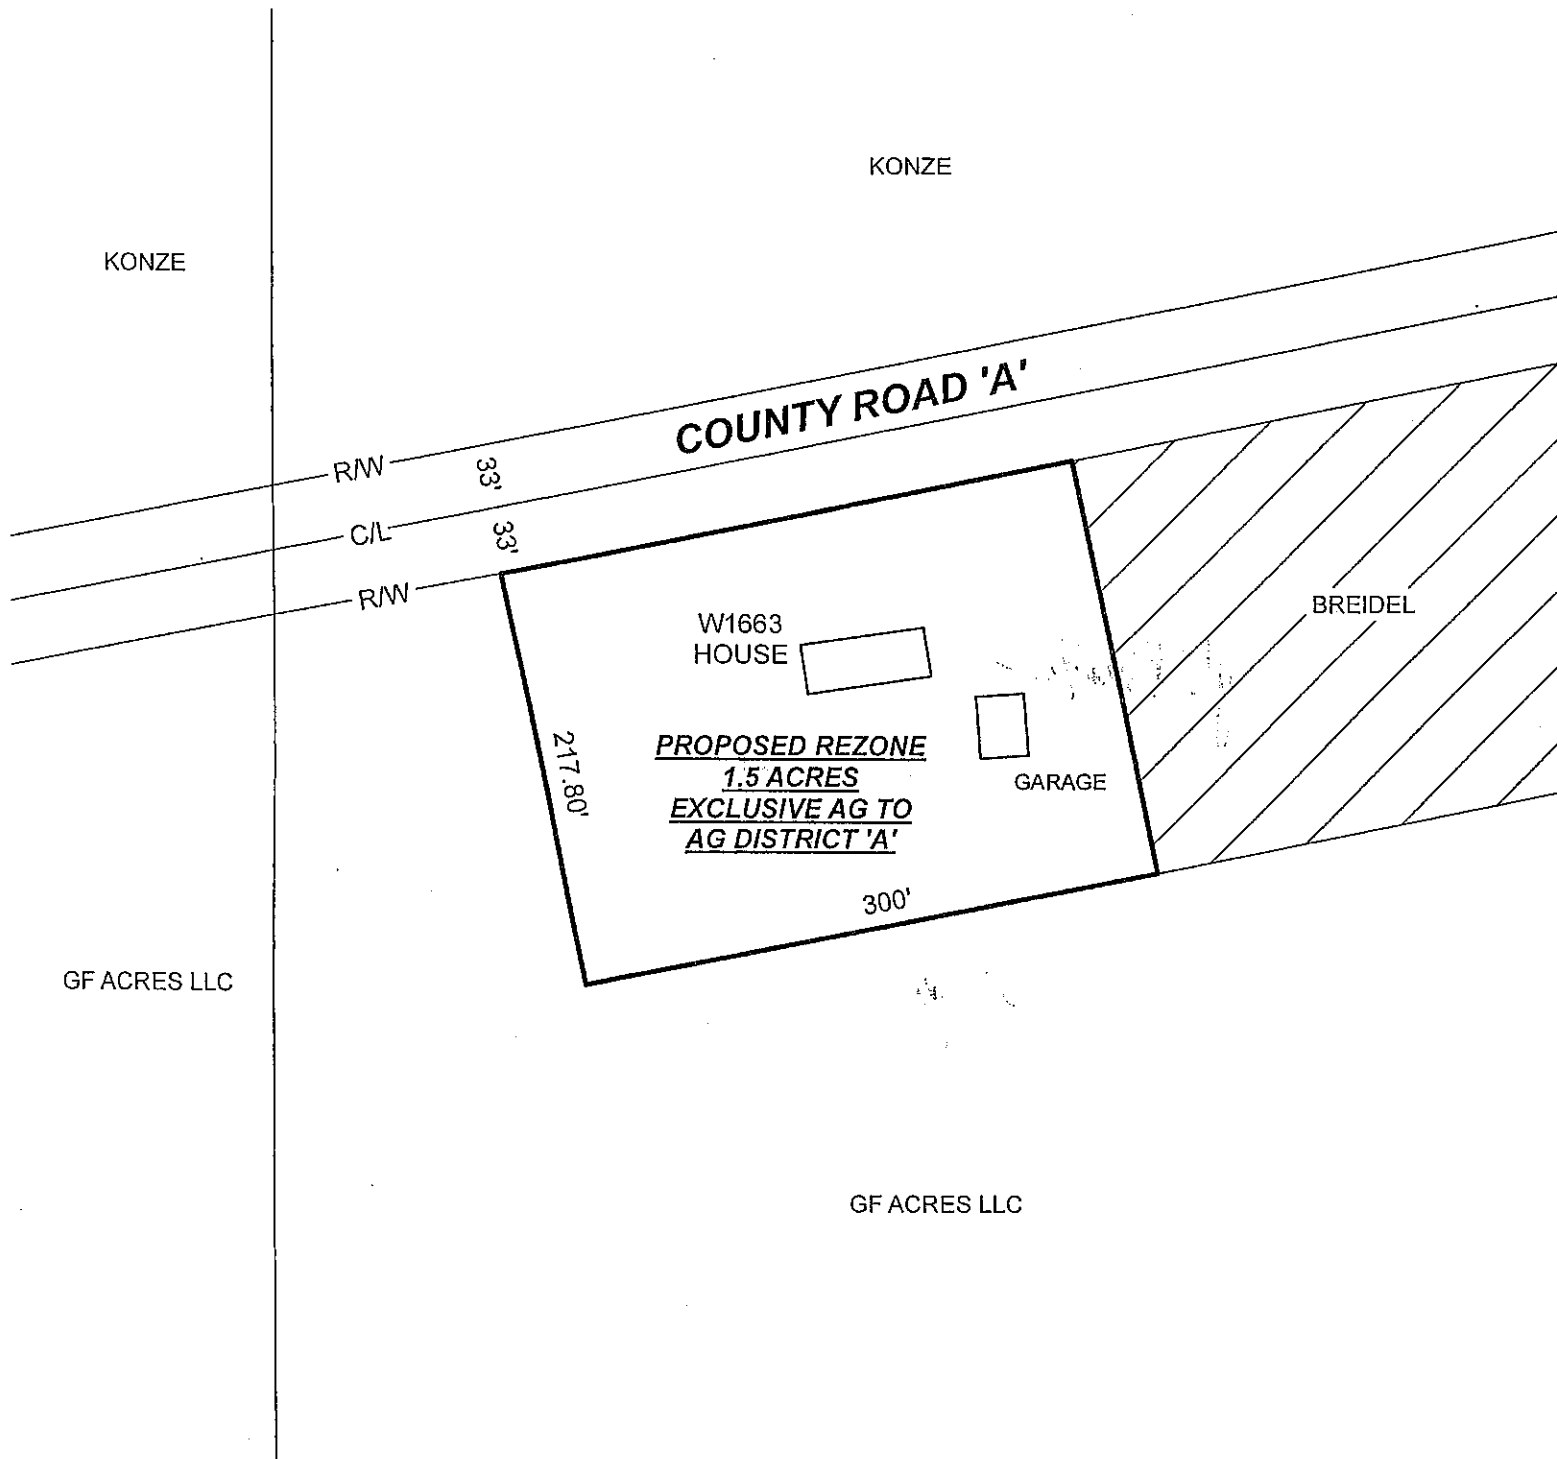 KONZE
KONZE
COUNTY ROAD 'A'
R/W
33'
C/L
33'
R/W
BREIDEL
W1663
HOUSE
217.80'
PROPOSED REZONE
1.5 ACRES
EXCLUSIVE AG TO
AG DISTRICT 'A'
GARAGE
300'
GF ACRES LLC
GF ACRES LLC